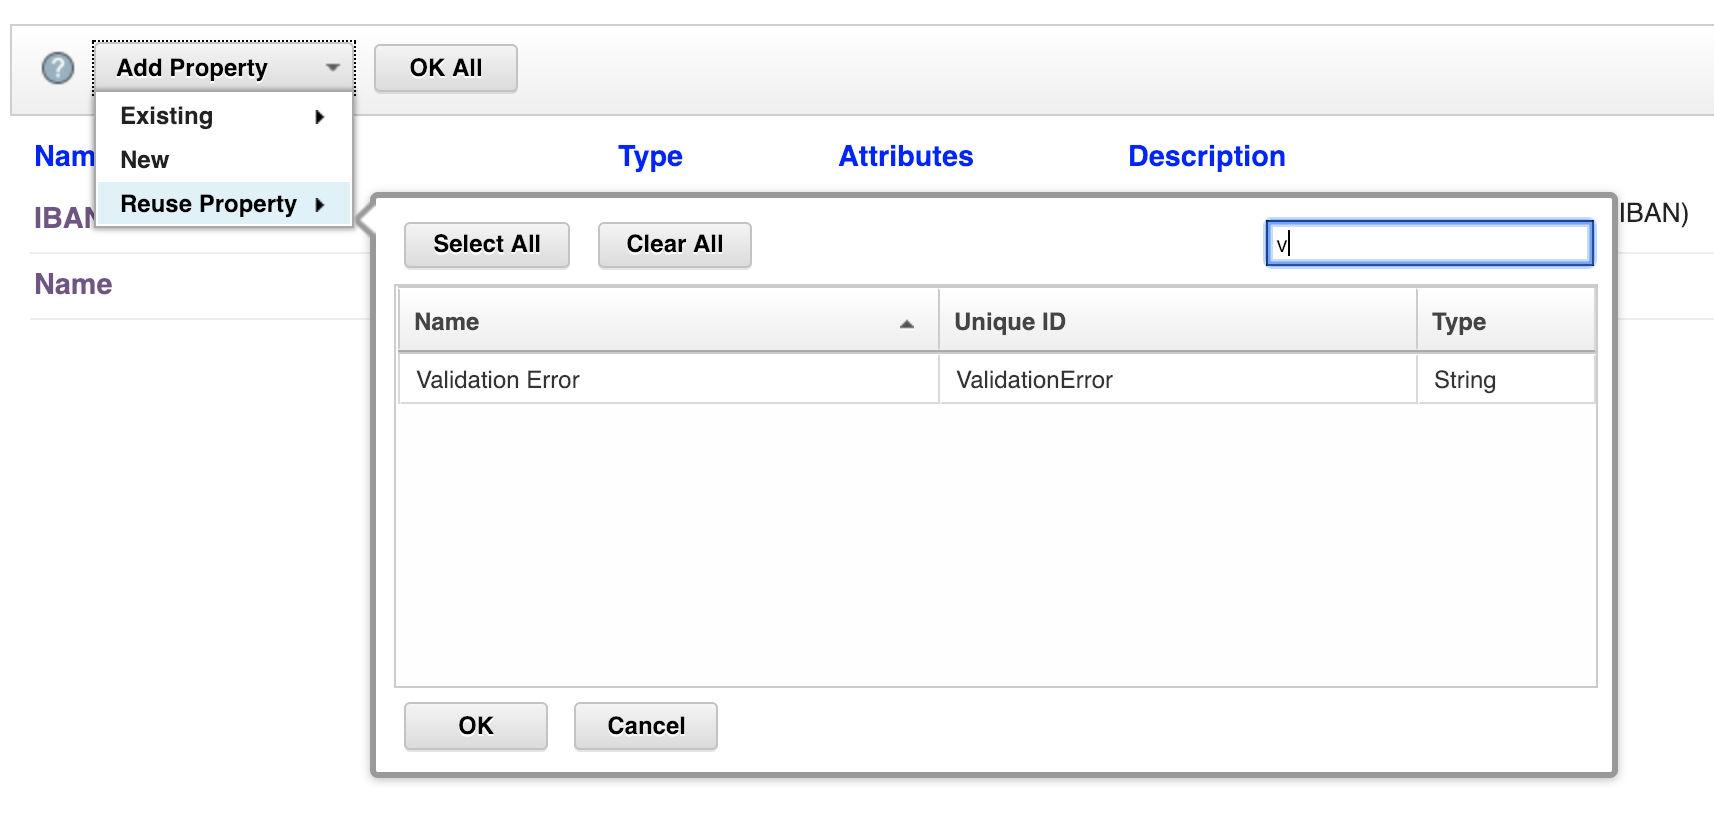 ? Add Property OK All
Existing
New
Reuse Property
Nam Type Attributes Description
IBAN IBAN)
Name
Select All Clear All v
Name Unique ID Type
Validation Error ValidationError String
OK Cancel